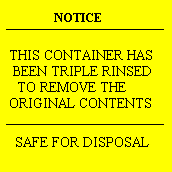 NOTICE
THIS CONTAINER HAS
BEEN TRIPLE RINSED
TO REMOVE THE
ORIGINAL CONTENTS
SAFE FOR DISPOSAL